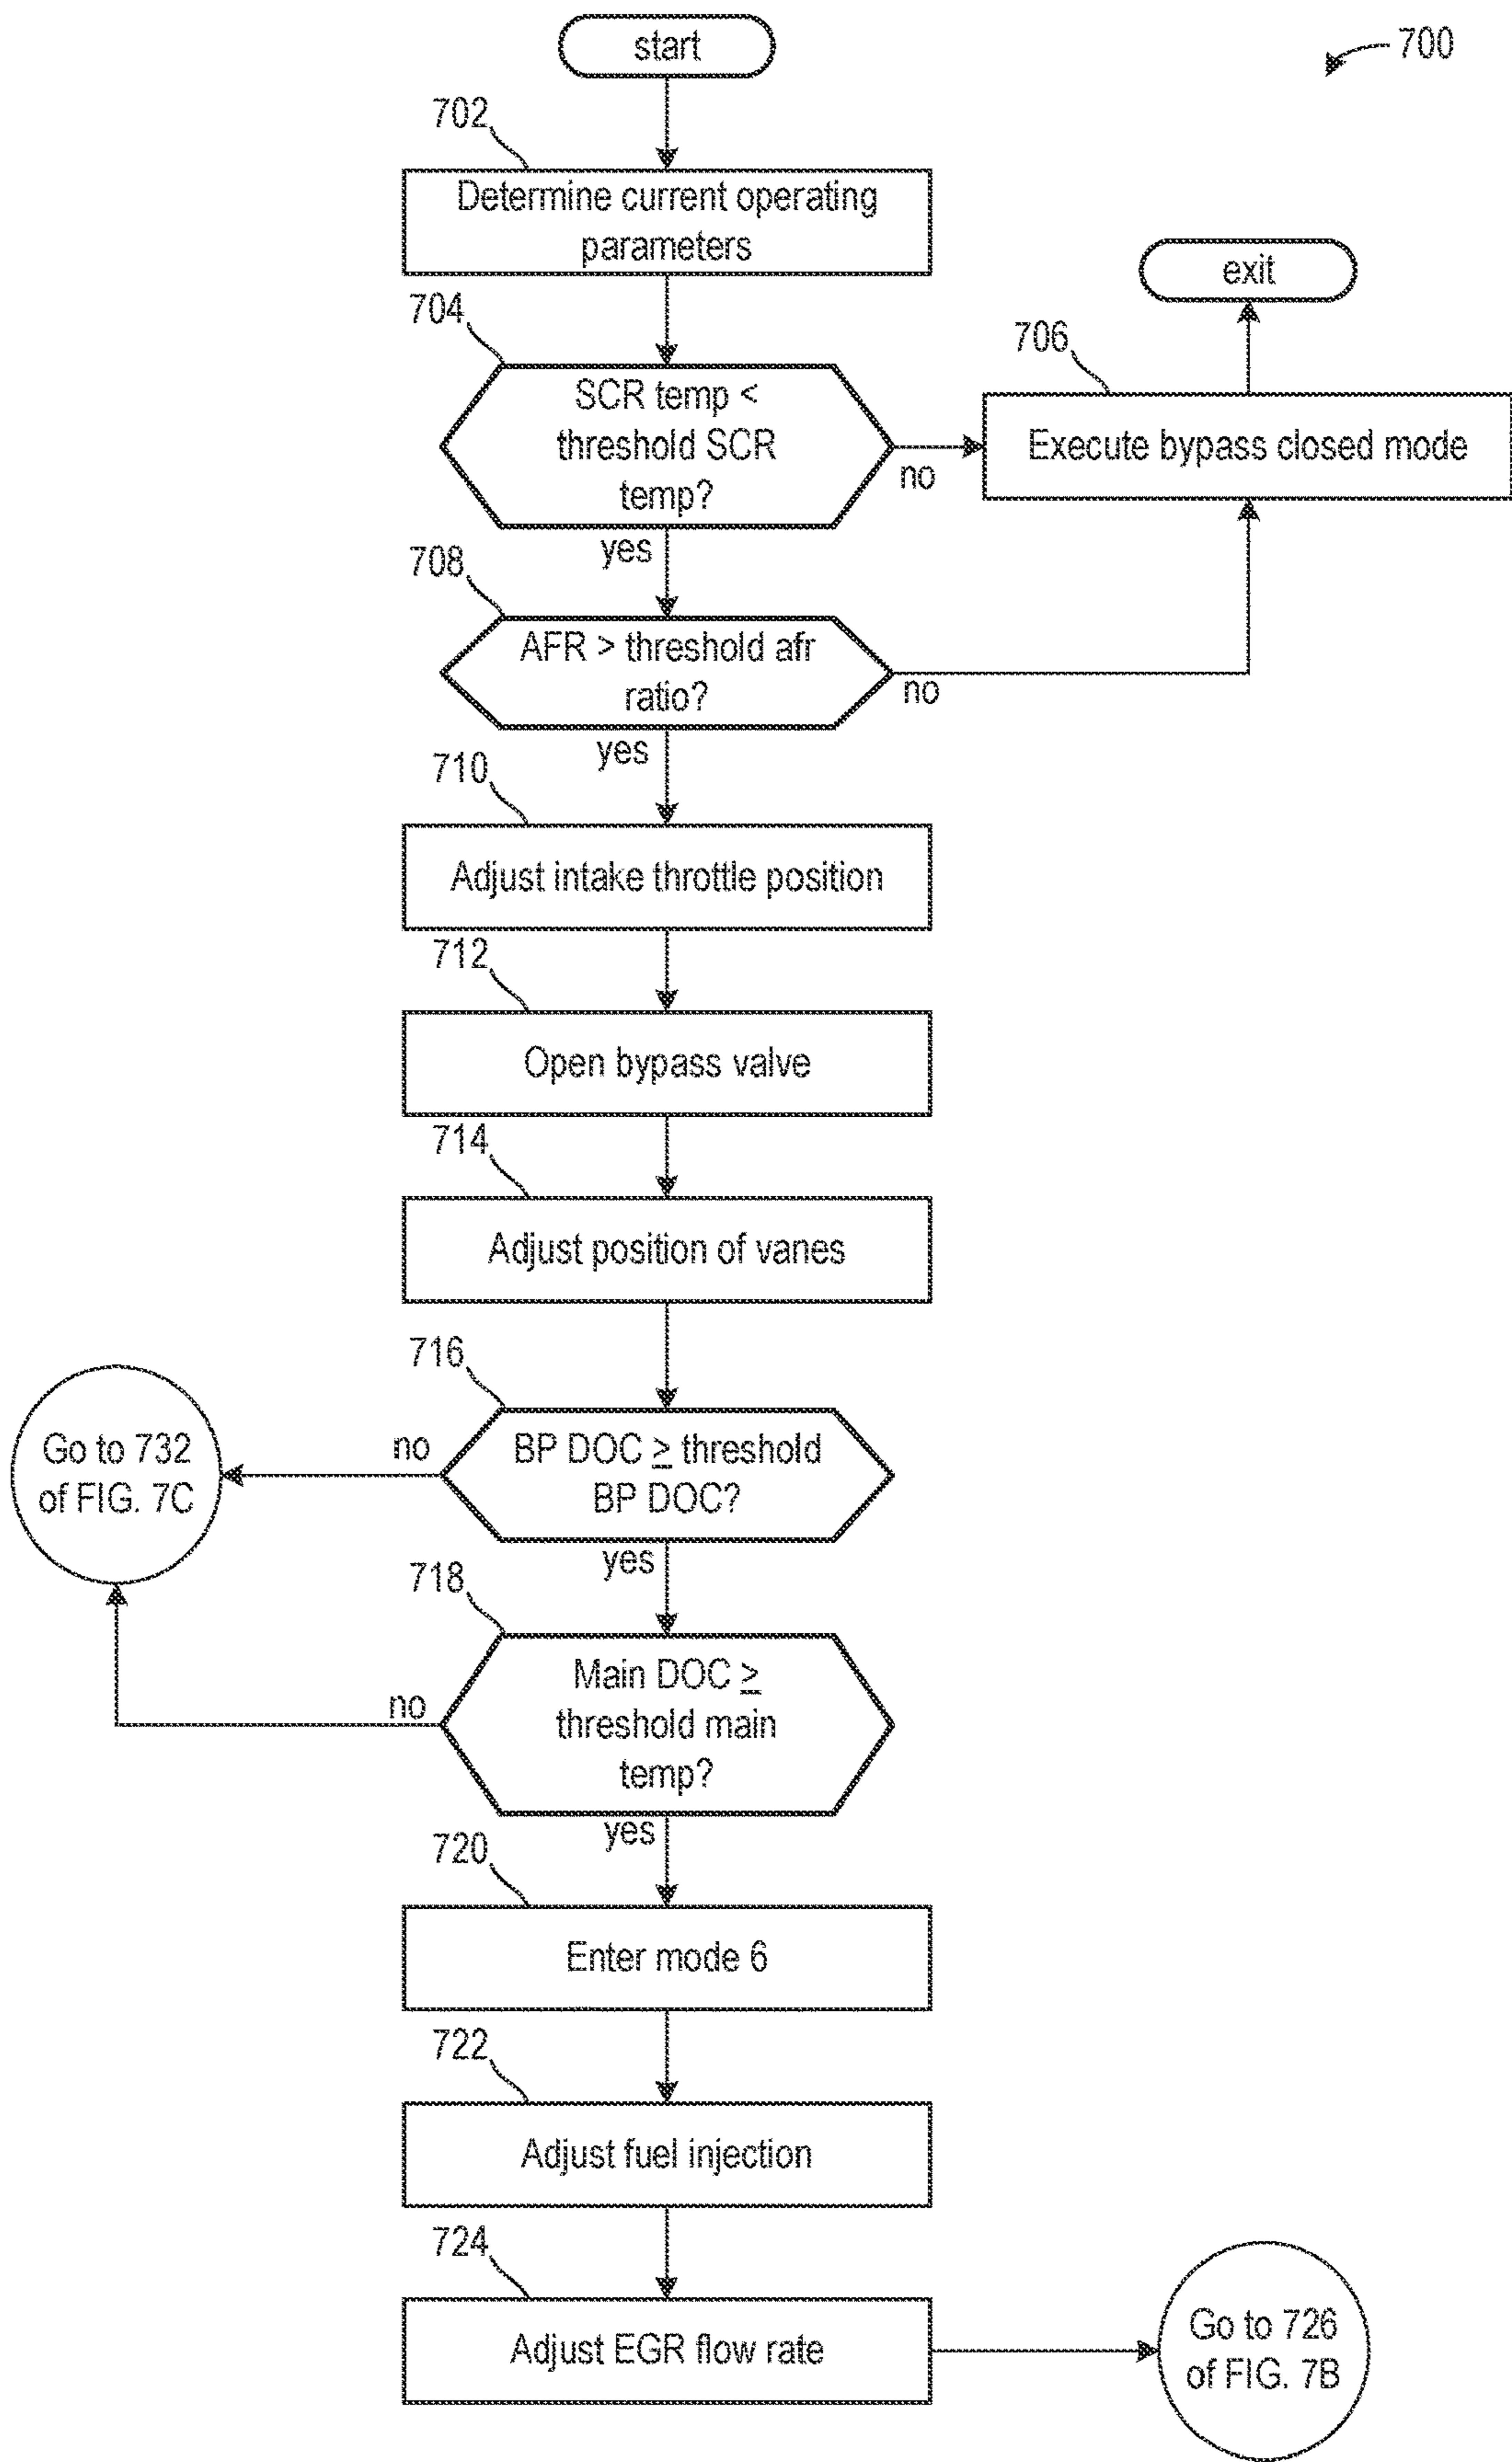 start
700
702
Determine current operating
parameters
exit
704
SCR temp <
threshold SCR
temp?
no
706
Execute bypass closed mode
yes
708
AFR > threshold afr
ratio?
no
yes
710
Adjust intake throttle position
712
Open bypass valve
714
Adjust position of vanes
716
BP DOC ≥ threshold
BP DOC?
no
Go to 732
of FIG. 7C
yes
718
Main DOC ≥
threshold main
temp?
no
yes
720
Enter mode 6
722
Adjust fuel injection
724
Adjust EGR flow rate
Go to 726
of FIG. 7B